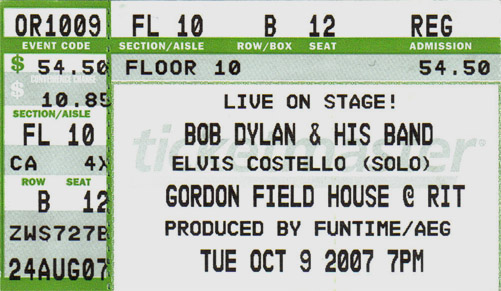 OR1009
EVENT CODE
$ 54.50
CONVENIENCE CHARGE
$ 10.85
SECTION/AISLE
FL 10
CA 4X
ROW SEAT
B 12
ZWS727B
24AUG07
FL 10 B 12 REG
SECTION/AISLE ROW/BOX SEAT ADMISSION
FLOOR 10 54.50
LIVE ON STAGE!
BOB DYLAN & HIS BAND
ticketmaster
ELVIS COSTELLO (SOLO)
GORDON FIELD HOUSE @ RIT
PRODUCED BY FUNTIME/AEG
TUE OCT 9 2007 7PM